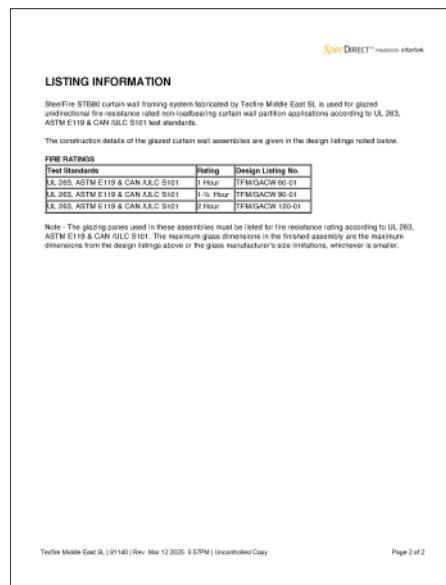 SpecDIRECT™ POWERED BY intertek
LISTING INFORMATION
SteelFire STB80 curtain wall framing system fabricated by Tecfire Middle East SL is used for glazed
unidirectional fire-resistance rated non-loadbearing curtain wall partition applications according to UL 263,
ASTM E119 & CAN /ULC S101 test standards.
The construction details of the glazed curtain wall assemblies are given in the design listings noted below.
FIRE RATINGS
Test Standards Rating Design Listing No.
UL 263, ASTM E119 & CAN /ULC S101 1 Hour TFM/GACW 60-01
UL 263, ASTM E119 & CAN /ULC S101 1-½ Hour TFM/GACW 90-01
UL 263, ASTM E119 & CAN /ULC S101 2 Hour TFM/GACW 120-01
Note - The glazing panes used in these assemblies must be listed for fire resistance rating according to UL 263,
ASTM E119 & CAN /ULC S101. The maximum glass dimensions in the finished assembly are the maximum
dimensions from the design listings above or the glass manufacturer's size limitations, whichever is smaller.
Tecfire Middle East SL | 81140 | Rev: Mar 12 2025 5:57PM | Uncontrolled Copy Page 2 of 2